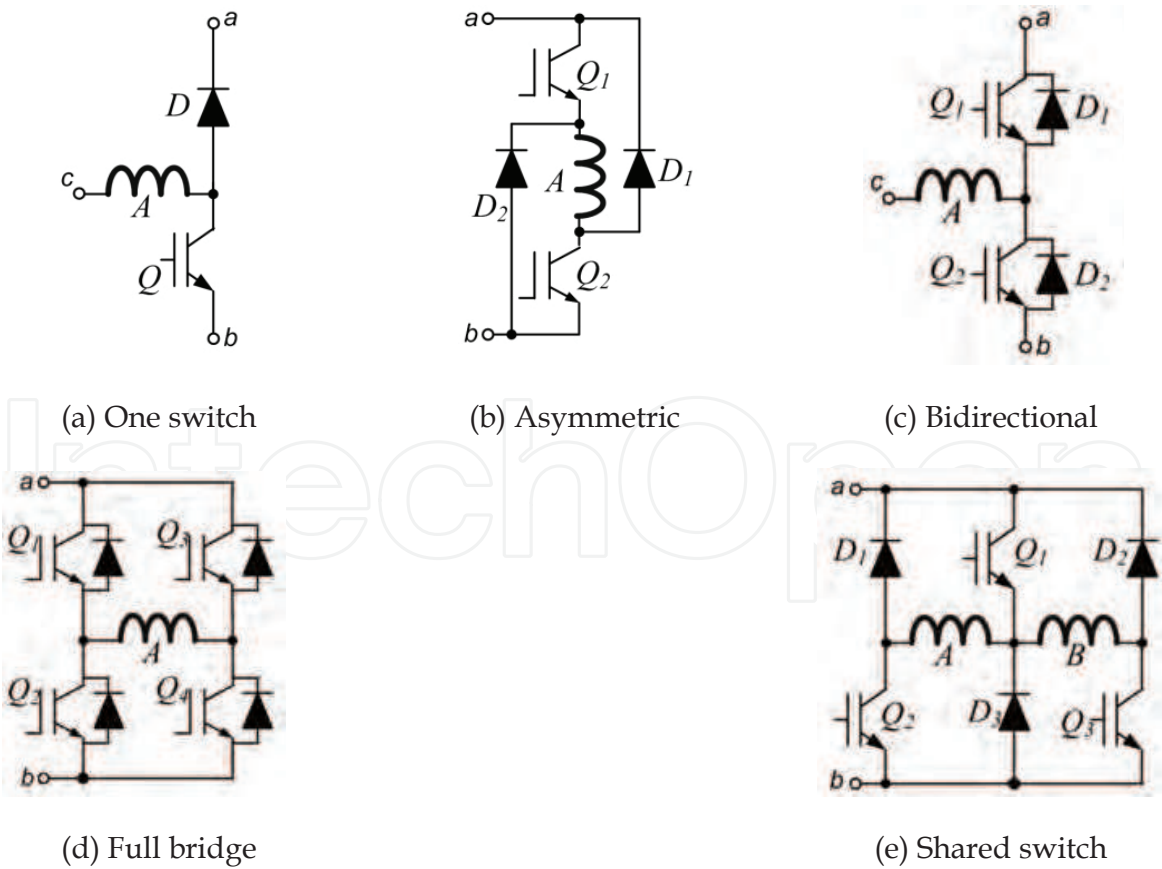 a
D
c
A
Q
b
(a) One switch
a
Q1
D2
A
D1
Q2
b
(b) Asymmetric
a
Q1
D1
c
A
Q2
D2
b
(c) Bidirectional
a
Q1
Q3
A
Q2
Q4
b
(d) Full bridge
a
D1
Q1
D2
A
B
Q2
D3
Q3
b
(e) Shared switch
IntechOpen